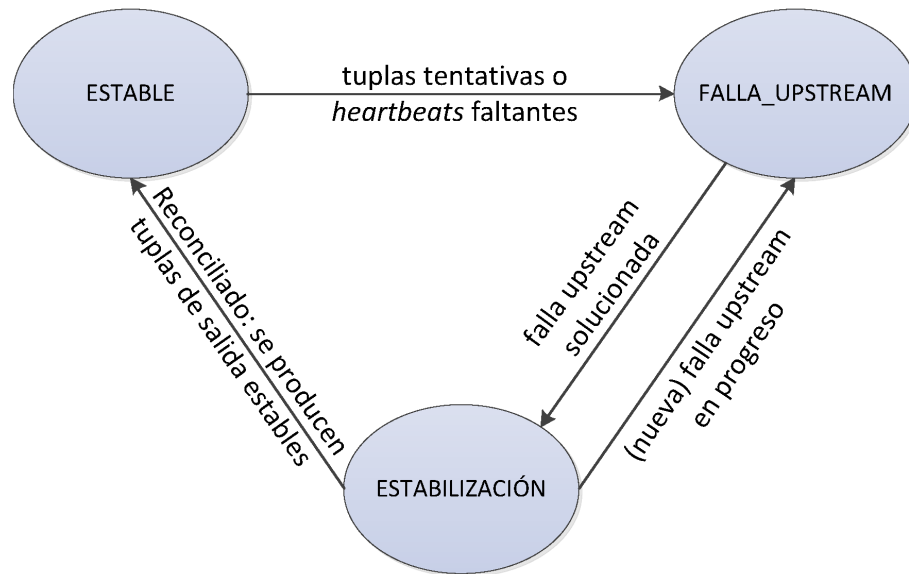 ESTABLE
tuplas tentativas o
heartbeats faltantes
FALLA_UPSTREAM
Reconciliado: se producen
tuplas de salida estables
falla upstream
solucionada
(nueva) falla upstream
en progreso
ESTABILIZACIÓN